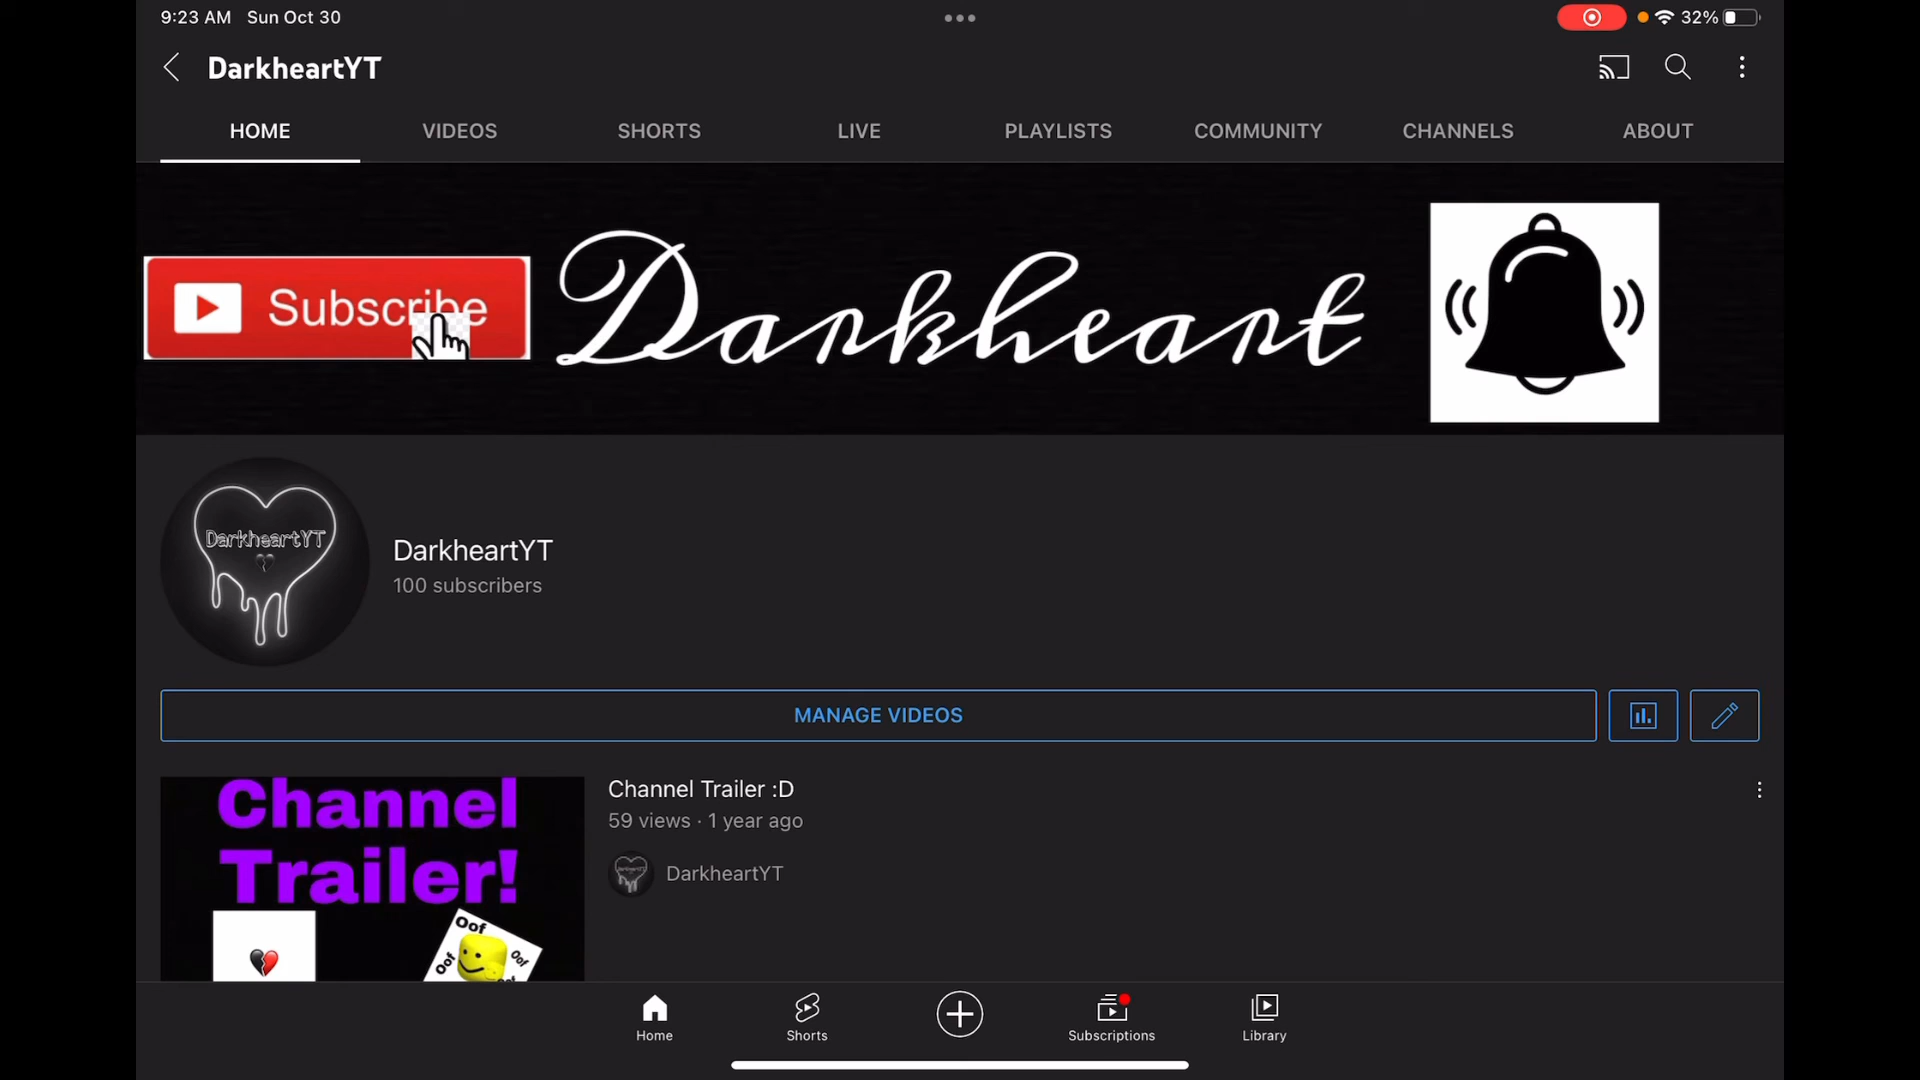 9:23 AM Sun Oct 30
32%
DarkheartYT
HOME VIDEOS SHORTS LIVE PLAYLISTS COMMUNITY CHANNELS ABOUT
Subscribe
Darkheart
DarkheartYT
DarkheartYT
100 subscribers
MANAGE VIDEOS
Channel
Trailer!
Oof
Oof
Oof
Channel Trailer :D
59 views · 1 year ago
DarkheartYT
Home Shorts Subscriptions Library